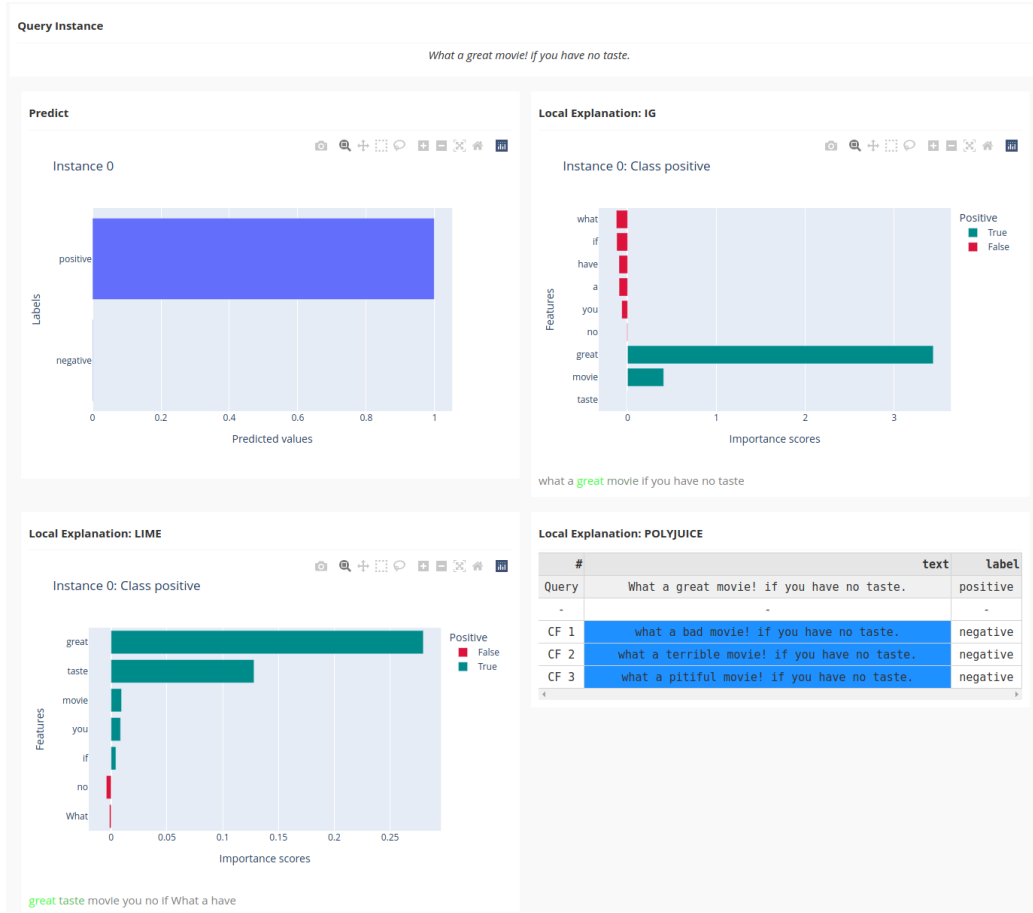 Query Instance
What a great movie! if you have no taste.
Predict
Instance 0
positive
negative
Labels
0 0.2 0.4 0.6 0.8 1
Predicted values
Local Explanation: IG
Instance 0: Class positive
what
if
have
a
you
no
great
movie
taste
Features
0 1 2 3
Importance scores
Positive
True
False
what a great movie if you have no taste
Local Explanation: LIME
Instance 0: Class positive
great
taste
movie
you
if
no
What
Features
0 0.05 0.1 0.15 0.2 0.25
Importance scores
Positive
False
True
great taste movie you no if What a have
Local Explanation: POLYJUICE
# text label
Query What a great movie! if you have no taste. positive
- - -
CF 1 what a bad movie! if you have no taste. negative
CF 2 what a terrible movie! if you have no taste. negative
CF 3 what a pitiful movie! if you have no taste. negative